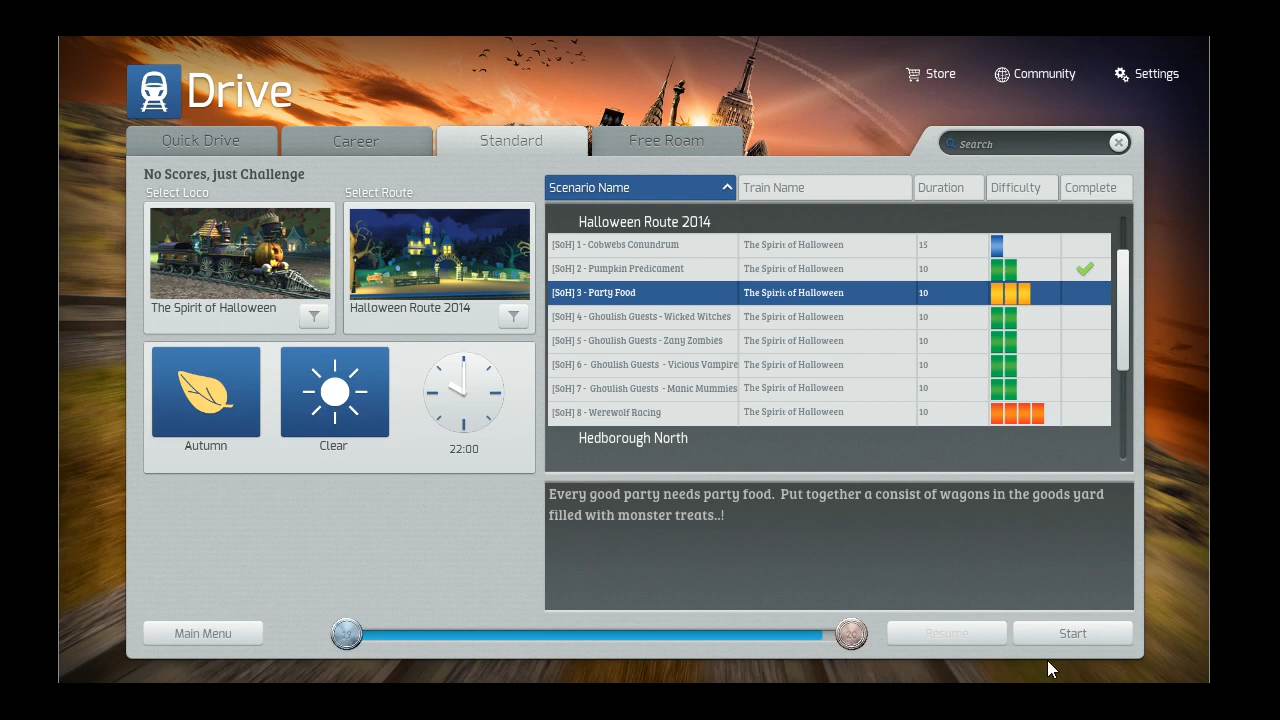 Drive
Store
Community
Settings
Quick Drive
Career
Standard
Free Roam
Search
No Scores, just Challenge
Select Loco
Select Route
The Spirit of Halloween
Halloween Route 2014
Autumn
Clear
22:00
Scenario Name
Train Name
Duration
Difficulty
Complete
Halloween Route 2014
[SoH] 1 - Cobwebs Conundrum The Spirit of Halloween 15
[SoH] 2 - Pumpkin Predicament The Spirit of Halloween 10
[SoH] 3 - Party Food The Spirit of Halloween 10
[SoH] 4 - Ghoulish Guests - Wicked Witches The Spirit of Halloween 10
[SoH] 5 - Ghoulish Guests - Zany Zombies The Spirit of Halloween 10
[SoH] 6 - Ghoulish Guests - Vicious Vampire The Spirit of Halloween 10
[SoH] 7 - Ghoulish Guests - Manic Mummies The Spirit of Halloween 10
[SoH] 8 - Werewolf Racing The Spirit of Halloween 10
Hedborough North
Every good party needs party food. Put together a consist of wagons in the goods yard
filled with monster treats..!
Main Menu
Resume
Start